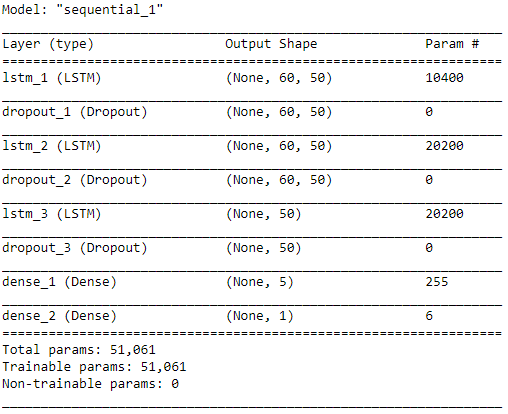 Model: "sequential_1"
Layer (type) Output Shape Param #
lstm_1 (LSTM) (None, 60, 50) 10400
dropout_1 (Dropout) (None, 60, 50) 0
lstm_2 (LSTM) (None, 60, 50) 20200
dropout_2 (Dropout) (None, 60, 50) 0
lstm_3 (LSTM) (None, 50) 20200
dropout_3 (Dropout) (None, 50) 0
dense_1 (Dense) (None, 5) 255
dense_2 (Dense) (None, 1) 6
Total params: 51,061
Trainable params: 51,061
Non-trainable params: 0